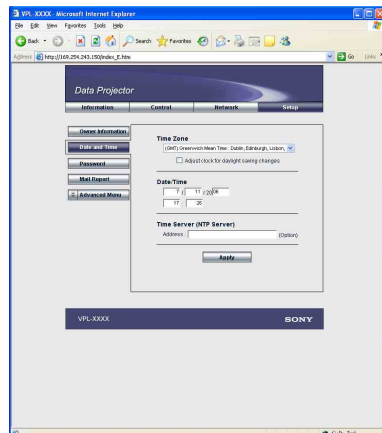 VPL XXXX - Microsoft Internet Explorer
File Edit View Favorites Tools Help
Back Search Favorites
Address http://169.254.243.150/index_E.htm Go Links
Data Projector
Information Control Network Setup
Owner Information
Date and Time
Password
Mail Report
Advanced Menu
Time Zone
(GMT) Greenwich Mean Time : Dublin, Edinburgh, Lisbon,
Adjust clock for daylight saving changes
Date/Time
7 / 11 / 2006
17 : 26
Time Server (NTP Server)
Address (Option)
Apply
VPL-XXXX SONY